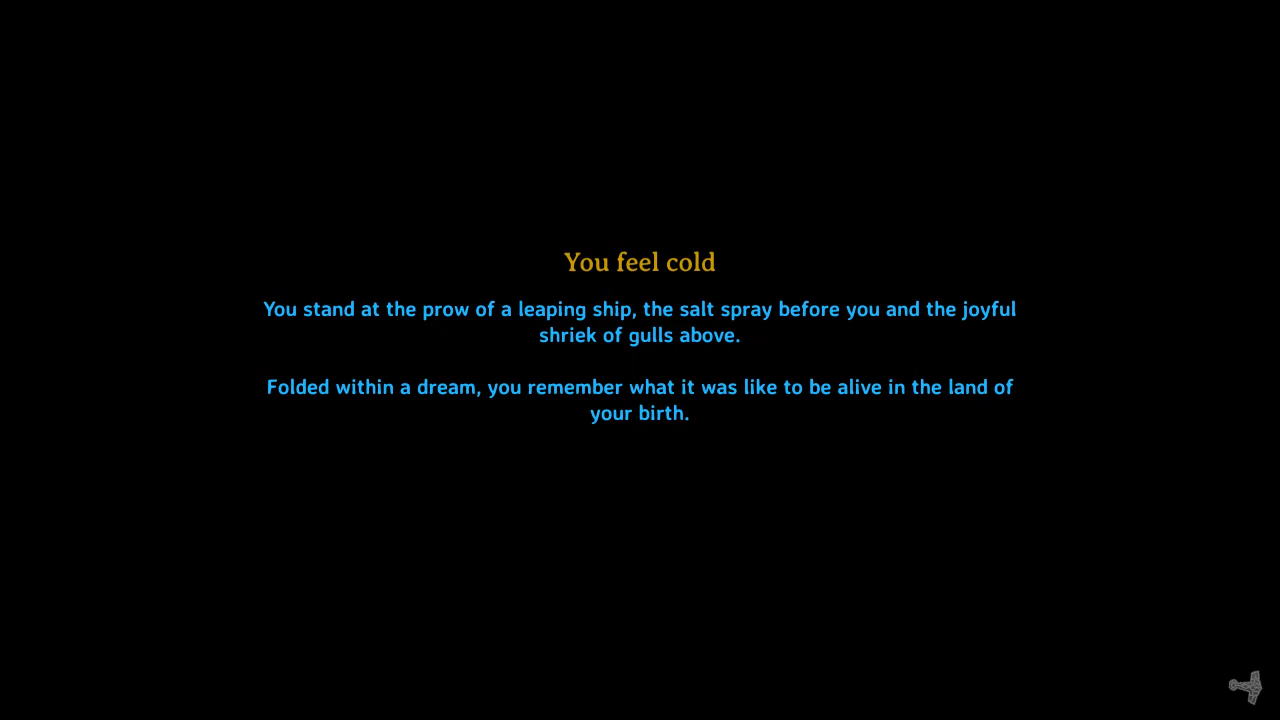 You feel cold
You stand at the prow of a leaping ship, the salt spray before you and the joyful
shriek of gulls above.
Folded within a dream, you remember what it was like to be alive in the land of
your birth.